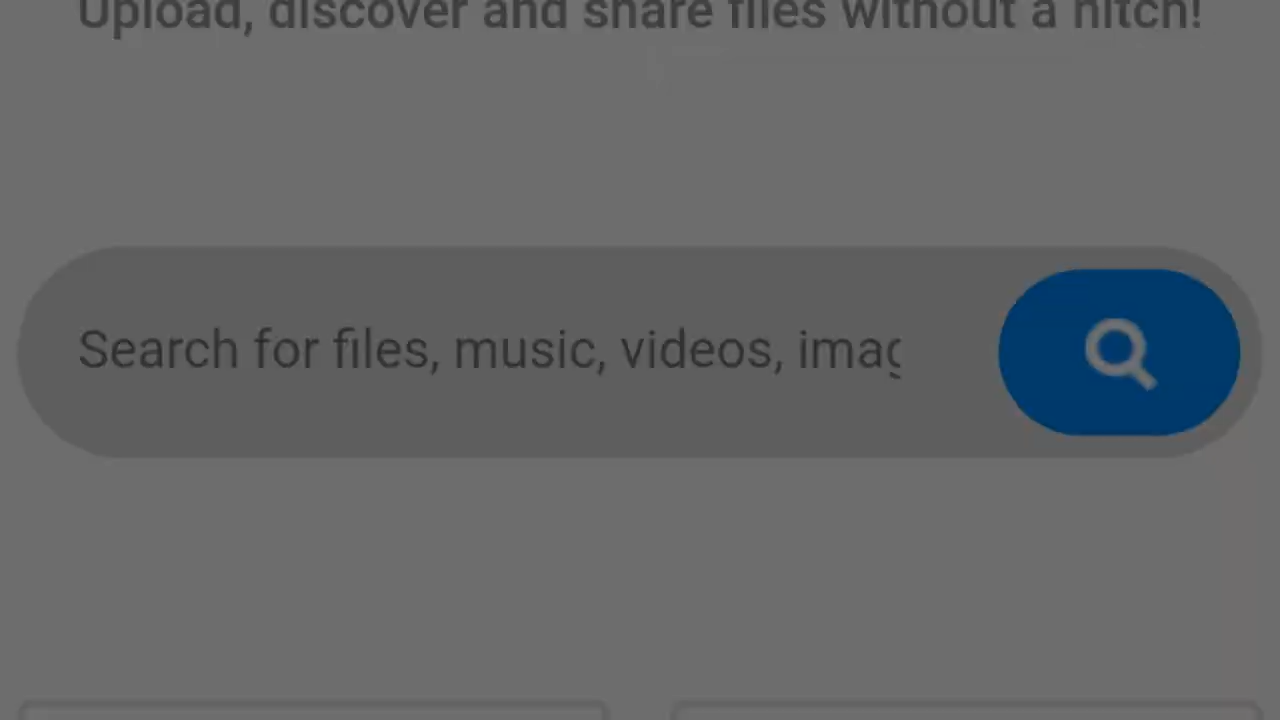 Upload, discover and share files without a hitch!
Search for files, music, videos, imag